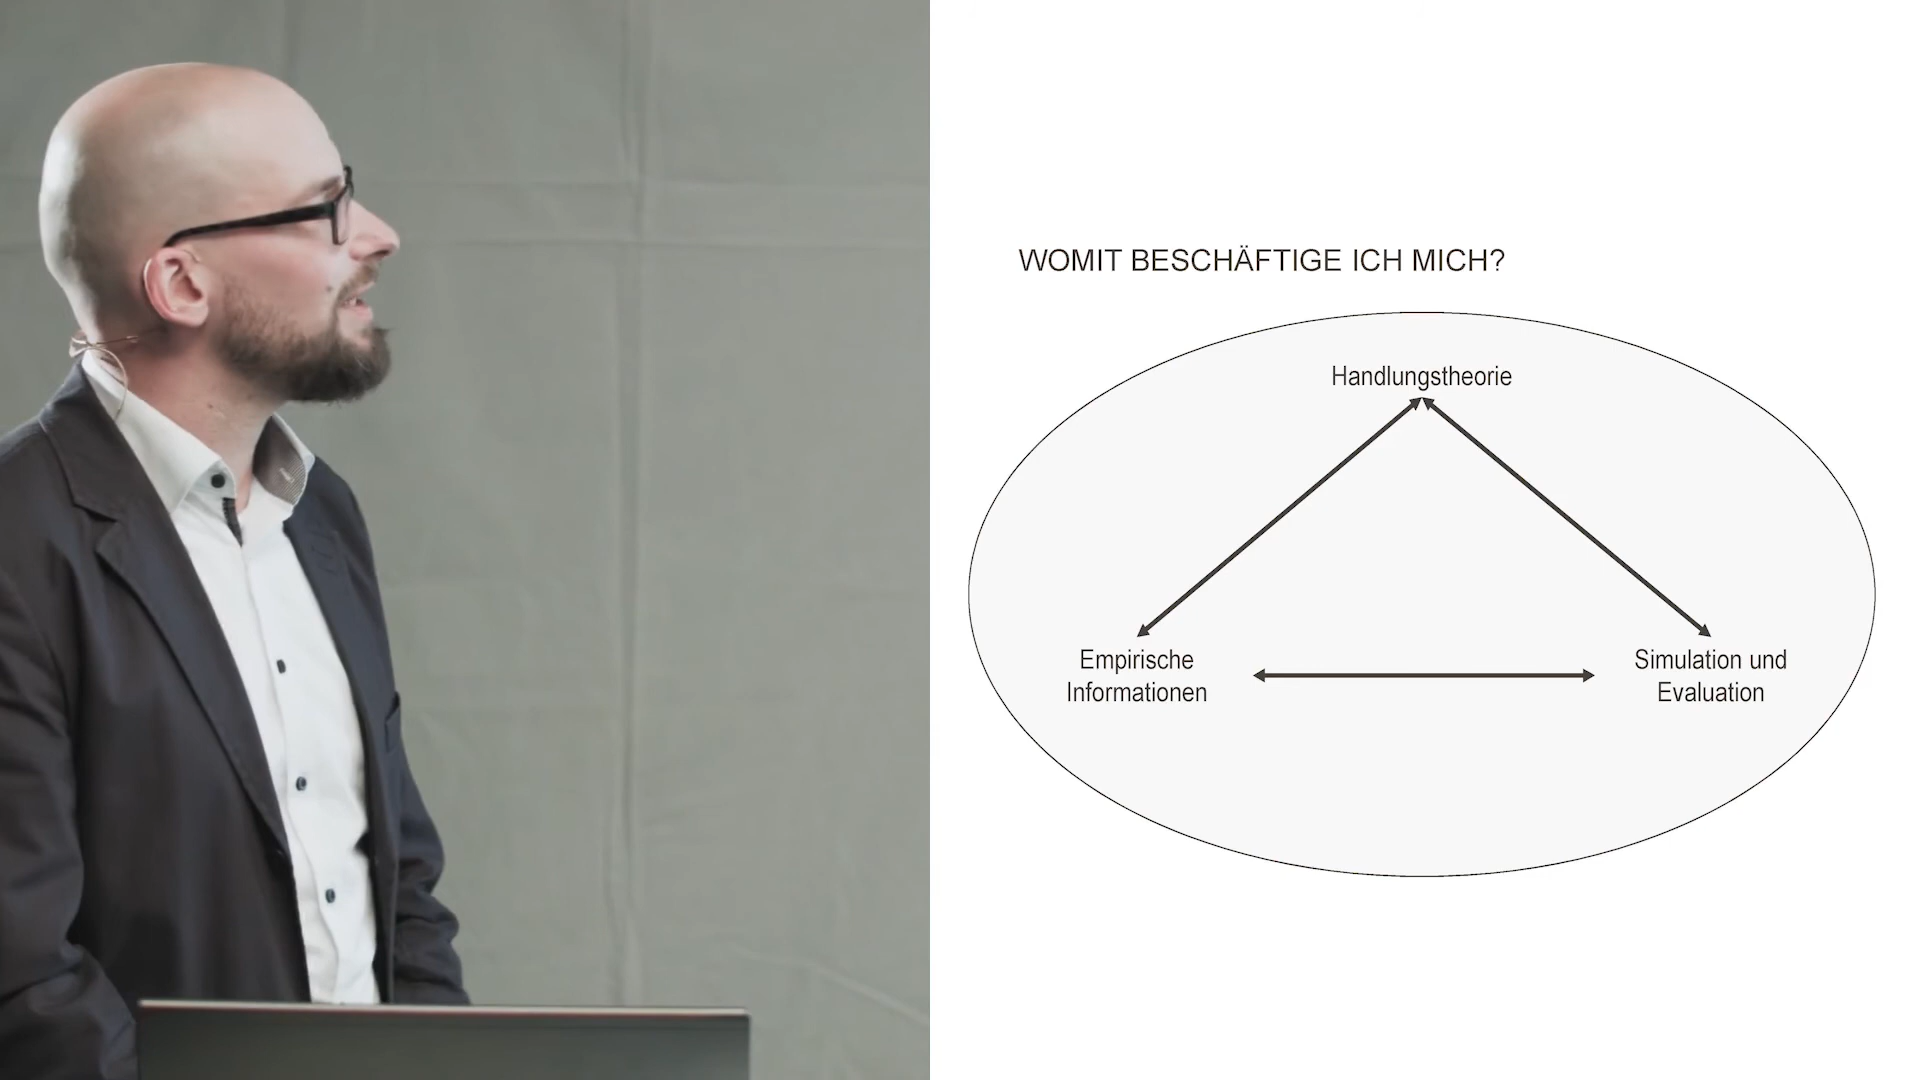 WOMIT BESCHÄFTIGE ICH MICH?
Handlungstheorie
Empirische
Informationen
Simulation und
Evaluation